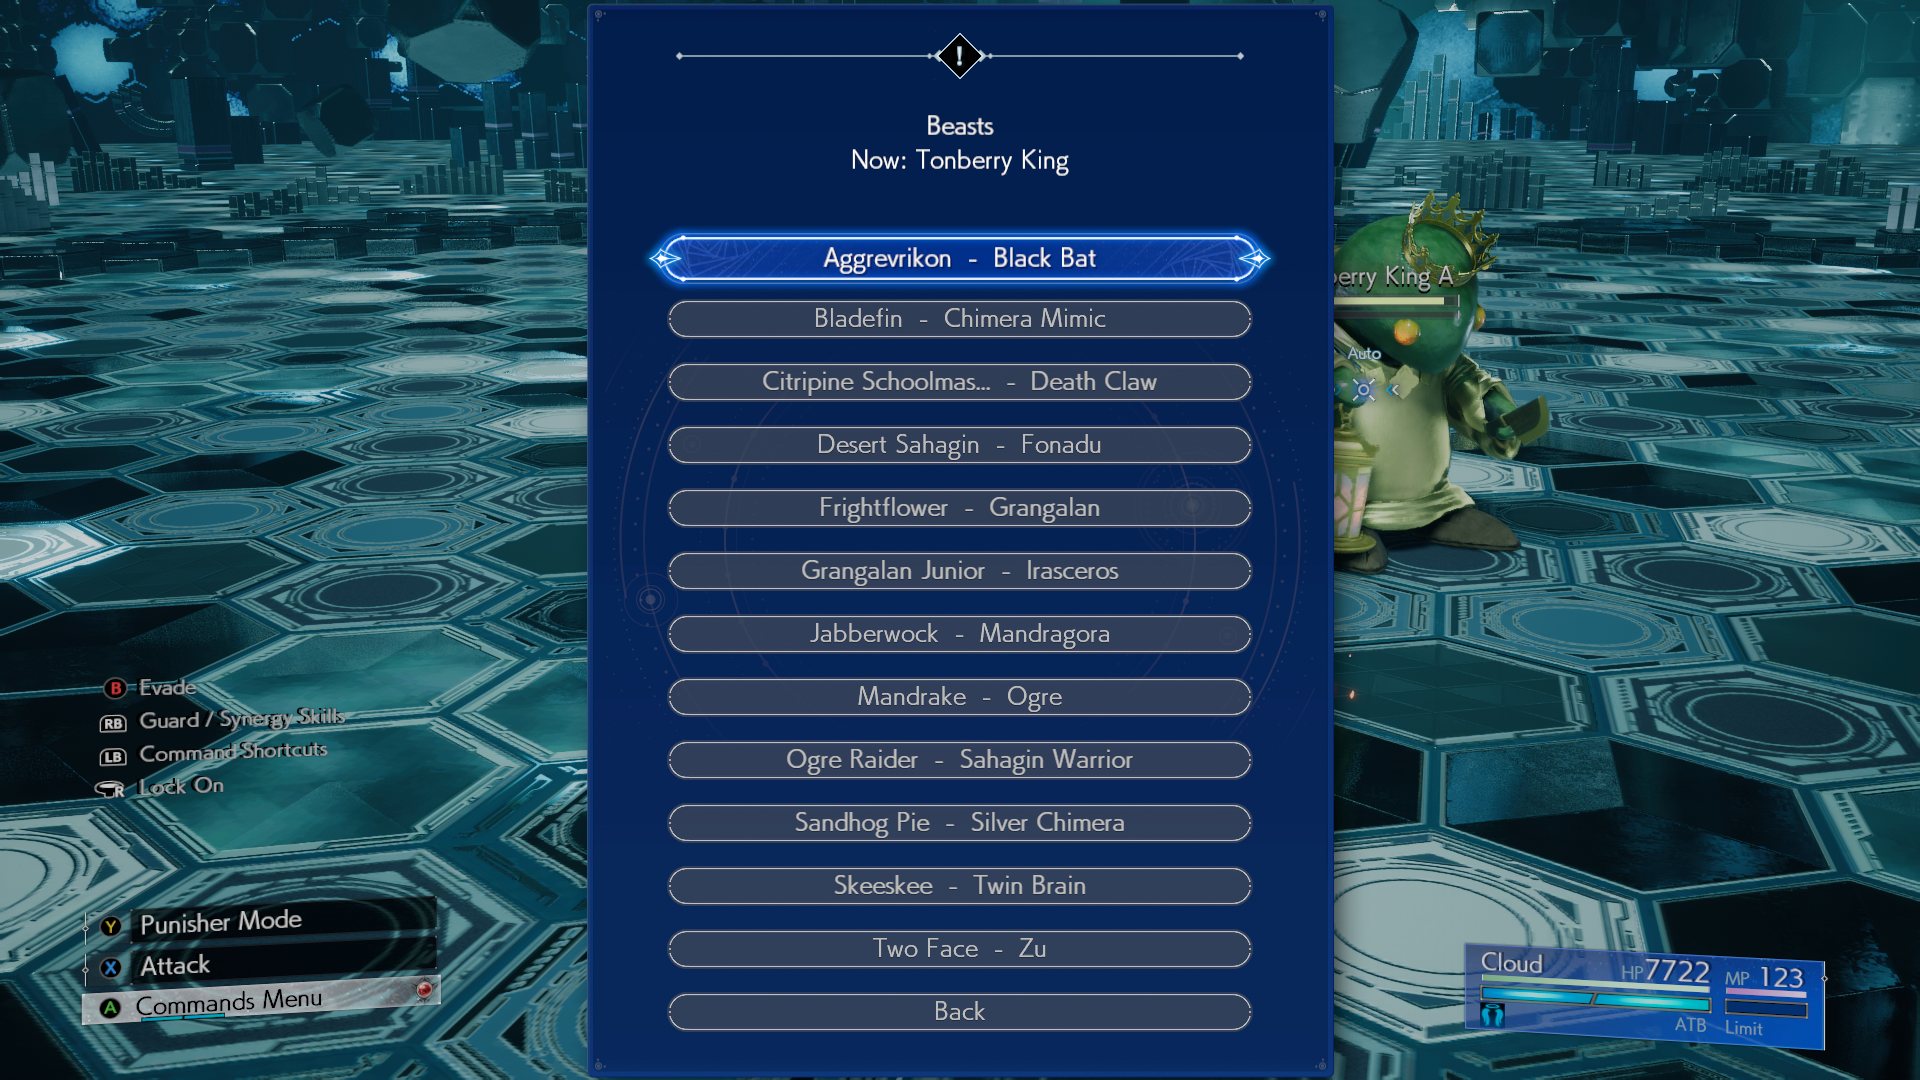 !
Beasts
Now: Tonberry King
Aggrevrikon - Black Bat
Bladefin - Chimera Mimic
Citripine Schoolmas... - Death Claw
Desert Sahagin - Fonadu
Frightflower - Grangalan
Grangalan Junior - Irasceros
Jabberwock - Mandragora
Mandrake - Ogre
Ogre Raider - Sahagin Warrior
Sandhog Pie - Silver Chimera
Skeeskee - Twin Brain
Two Face - Zu
Back
berry King A
Auto
B Evade
RB Guard / Synergy Skills
LB Command Shortcuts
R Lock On
Y Punisher Mode
X Attack
A Commands Menu
Cloud HP 7722 MP 123
ATB Limit